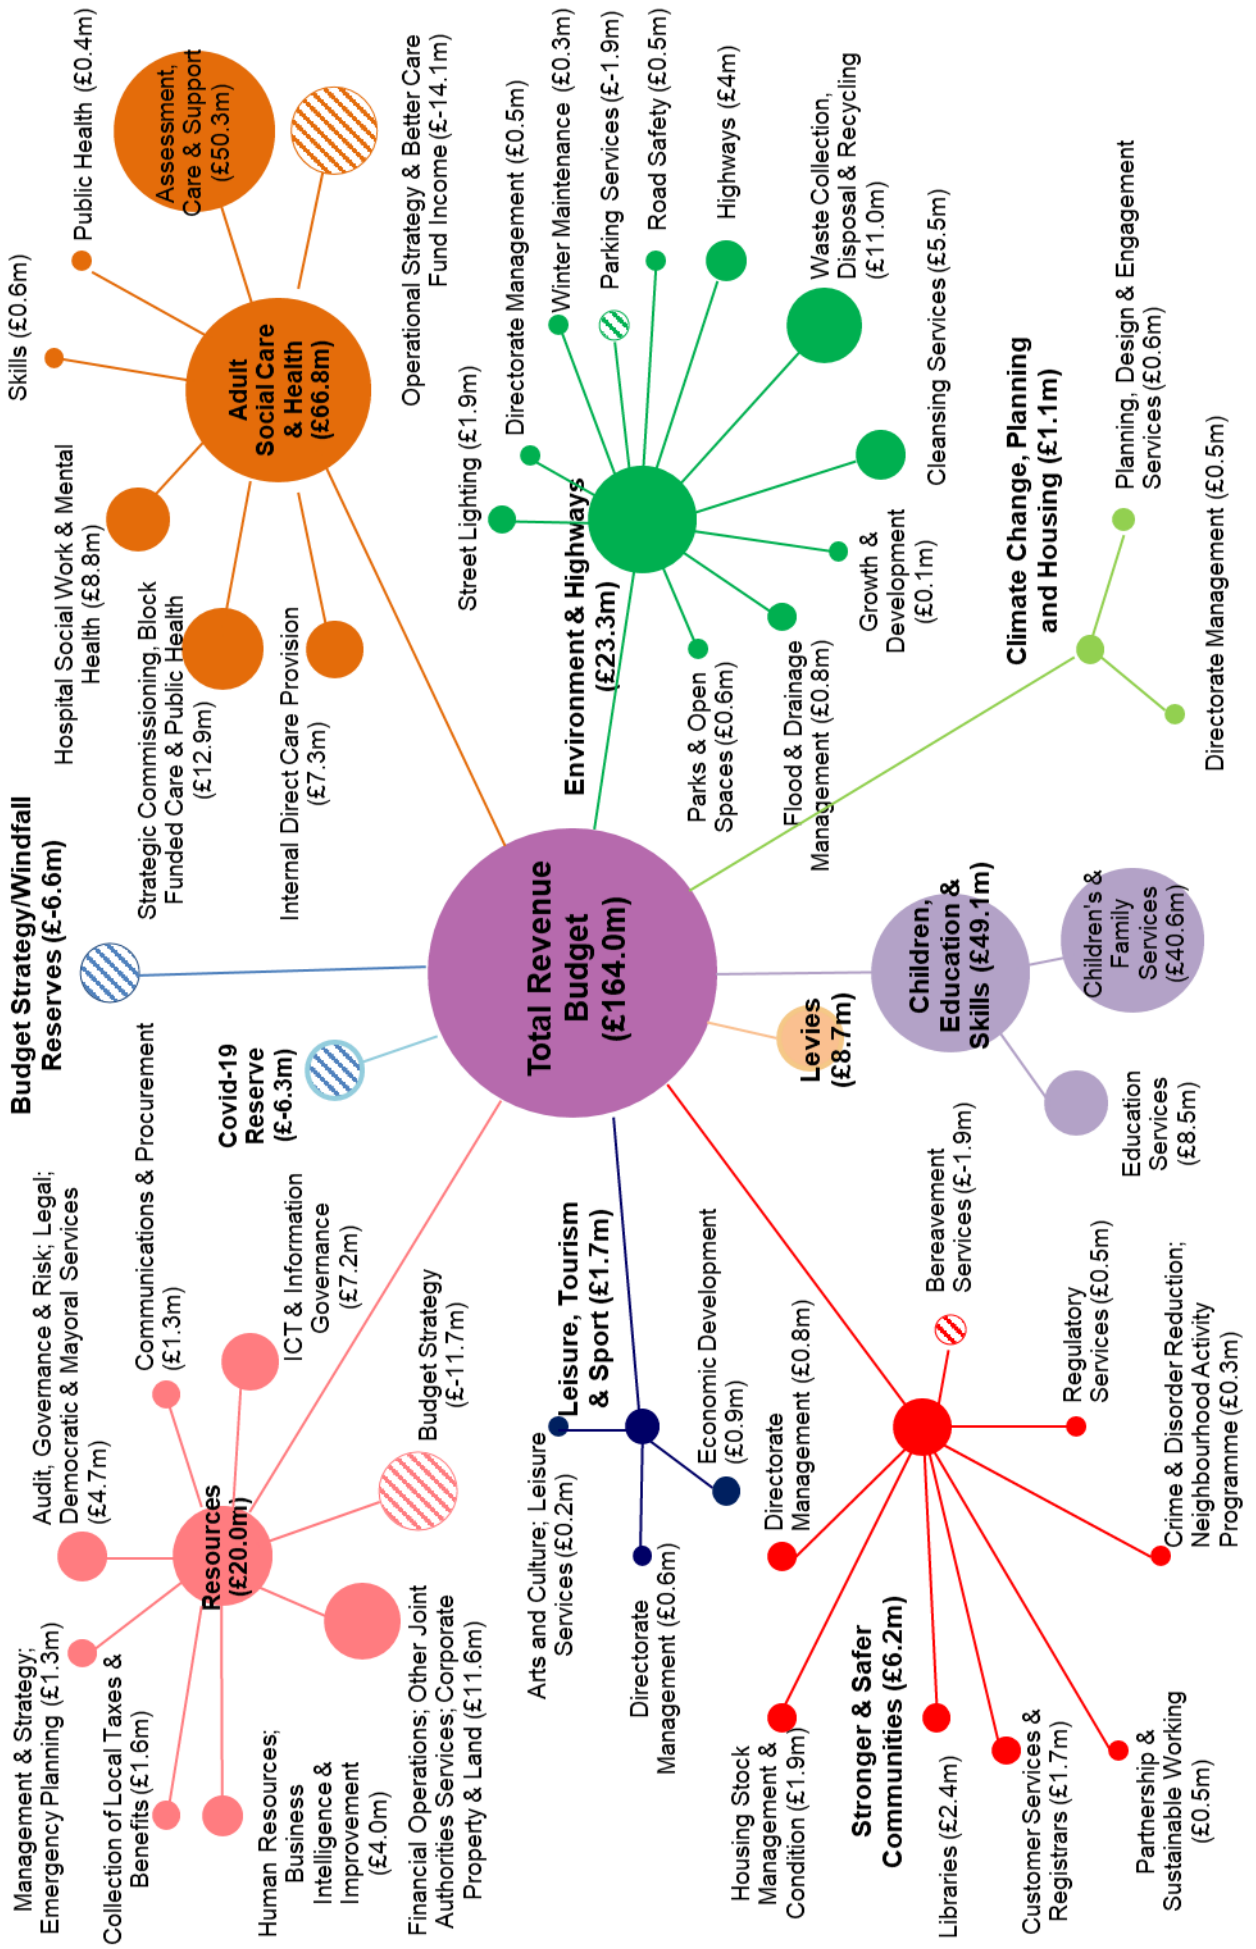 Budget Strategy/Windfall
Reserves (£-6.6m)
Covid-19
Reserve
(£-6.3m)
Total Revenue
Budget
(£164.0m)
Levies
(£8.7m)
Adult
Social Care
& Health
(£66.8m)
Skills (£0.6m)
Public Health (£0.4m)
Assessment,
Care & Support
(£50.3m)
Operational Strategy & Better Care
Fund Income (£-14.1m)
Hospital Social Work & Mental
Health (£8.8m)
Strategic Commissioning, Block
Funded Care & Public Health
(£12.9m)
Internal Direct Care Provision
(£7.3m)
Environment & Highways
(£23.3m)
Street Lighting (£1.9m)
Directorate Management (£0.5m)
Winter Maintenance (£0.3m)
Parking Services (£-1.9m)
Road Safety (£0.5m)
Highways (£4m)
Waste Collection,
Disposal & Recycling
(£11.0m)
Cleansing Services (£5.5m)
Growth &
Development
(£0.1m)
Flood & Drainage
Management (£0.8m)
Parks & Open
Spaces (£0.6m)
Climate Change, Planning
and Housing (£1.1m)
Planning, Design & Engagement
Services (£0.6m)
Directorate Management (£0.5m)
Children,
Education &
Skills (£49.1m)
Children's &
Family
Services
(£40.6m)
Education
Services
(£8.5m)
Stronger & Safer
Communities (£6.2m)
Bereavement
Services (£-1.9m)
Regulatory
Services (£0.5m)
Crime & Disorder Reduction;
Neighbourhood Activity
Programme (£0.3m)
Partnership &
Sustainable Working
(£0.5m)
Customer Services &
Registrars (£1.7m)
Libraries (£2.4m)
Housing Stock
Management &
Condition (£1.9m)
Directorate
Management (£0.8m)
Leisure, Tourism
& Sport (£1.7m)
Economic Development
(£0.9m)
Directorate
Management (£0.6m)
Arts and Culture; Leisure
Services (£0.2m)
Resources
(£20.0m)
Audit, Governance & Risk; Legal;
Democratic & Mayoral Services
(£4.7m)
Communications & Procurement
(£1.3m)
ICT & Information
Governance
(£7.2m)
Budget Strategy
(£-11.7m)
Financial Operations; Other Joint
Authorities Services; Corporate
Property & Land (£11.6m)
Human Resources;
Business
Intelligence &
Improvement
(£4.0m)
Collection of Local Taxes &
Benefits (£1.6m)
Management & Strategy;
Emergency Planning (£1.3m)